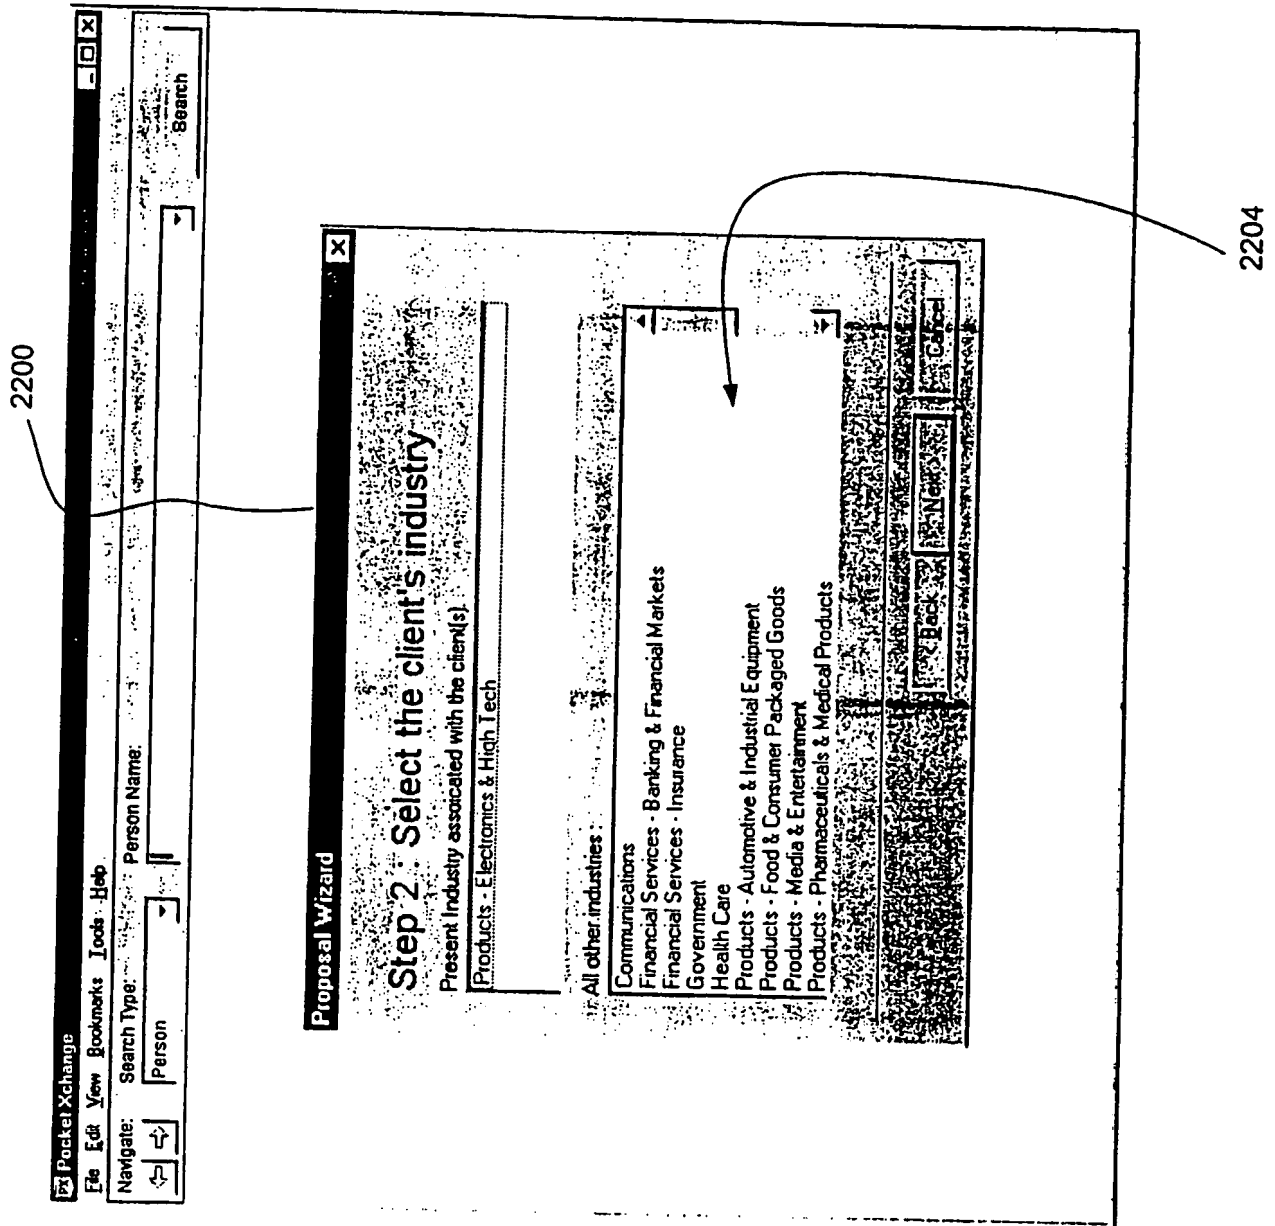 Pocket Xchange
File Edit View Bookmarks Tools Help
Navigate: Search Type: Person Name:
Person
Search
2200
Proposal Wizard
Step 2 : Select the client's industry
Present Industry assoicated with the client(s).
Products - Electronics & High Tech
All other industries :
Communications
Financial Services - Banking & Financial Markets
Financial Services - Insurance
Government
Health Care
Products - Automotive & Industrial Equipment
Products - Food & Consumer Packaged Goods
Products - Media & Entertainment
Products - Pharmaceuticals & Medical Products
Back Next Cancel
2204